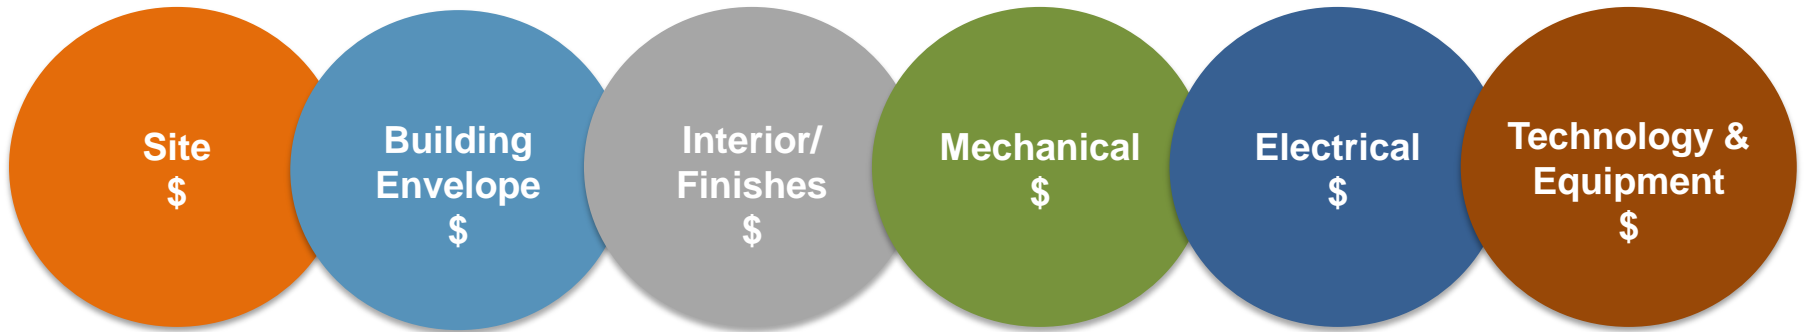 Site
$
Building
Envelope
$
Interior/
Finishes
$
Mechanical
$
Electrical
$
Technology &
Equipment
$